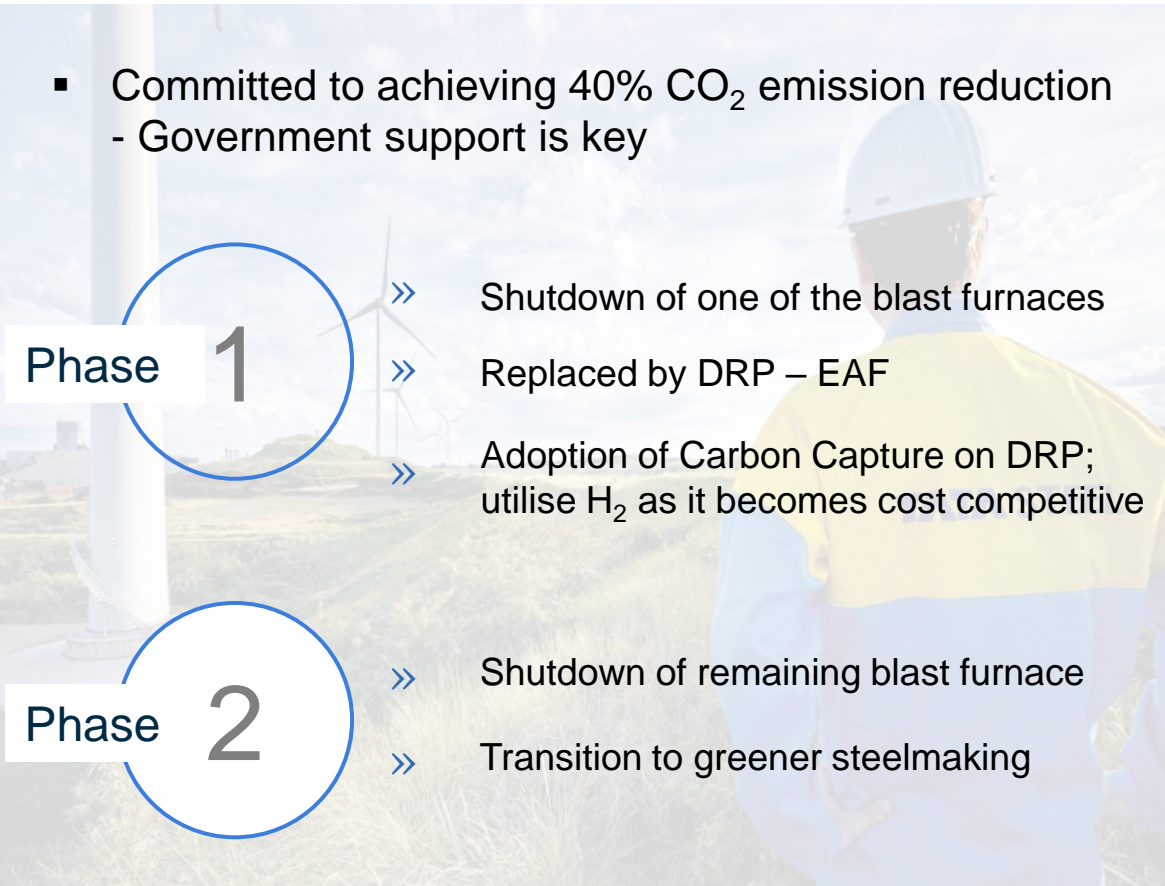 ▪ Committed to achieving 40% CO₂ emission reduction
- Government support is key
Phase 1
» Shutdown of one of the blast furnaces
» Replaced by DRP – EAF
» Adoption of Carbon Capture on DRP;
utilise H₂ as it becomes cost competitive
Phase 2
» Shutdown of remaining blast furnace
» Transition to greener steelmaking